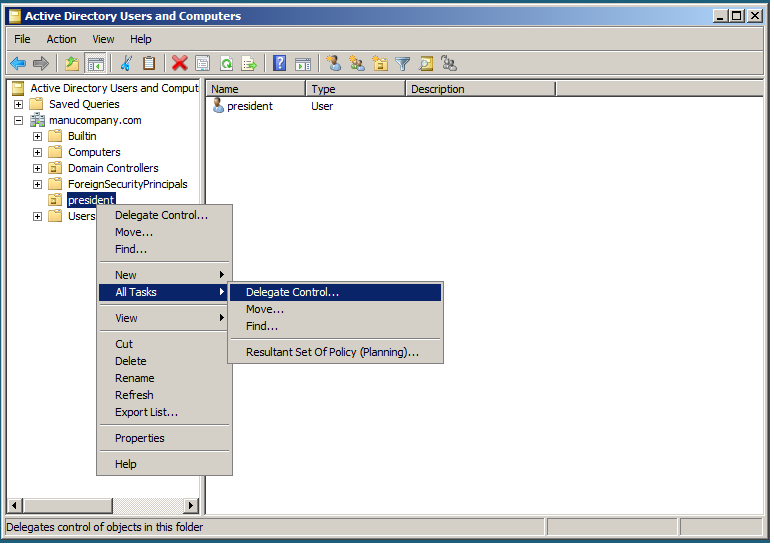 Active Directory Users and Computers
File Action View Help
Active Directory Users and Comput
Saved Queries
manucompany.com
Builtin
Computers
Domain Controllers
ForeignSecurityPrincipals
president
Users
Name Type Description
president User
Delegate Control...
Move...
Find...
New
All Tasks
View
Cut
Delete
Rename
Refresh
Export List...
Properties
Help
Delegate Control...
Move...
Find...
Resultant Set Of Policy (Planning)...
Delegates control of objects in this folder